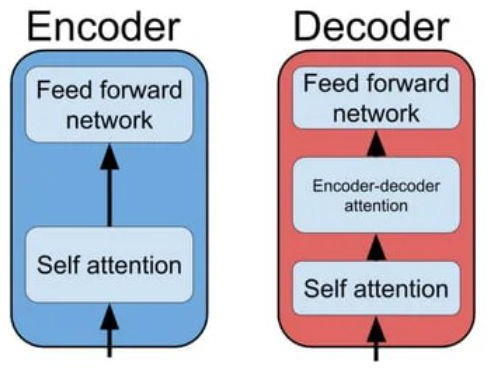 Encoder
Feed forward
network
Self attention
Decoder
Feed forward
network
Encoder-decoder
attention
Self attention